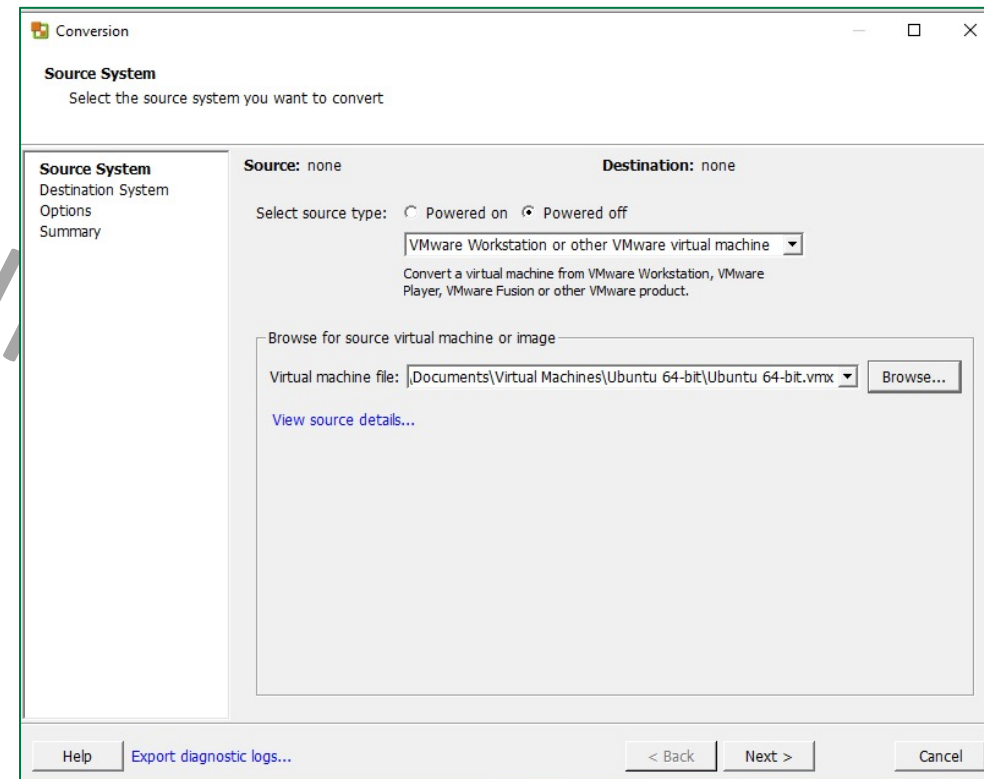 Conversion
Source System
Select the source system you want to convert
Source System
Destination System
Options
Summary
Source: none Destination: none
Select source type: Powered on Powered off
VMware Workstation or other VMware virtual machine
Convert a virtual machine from VMware Workstation, VMware
Player, VMware Fusion or other VMware product.
Browse for source virtual machine or image
Virtual machine file: \Documents\Virtual Machines\Ubuntu 64-bit\Ubuntu 64-bit.vmx Browse...
View source details...
Help Export diagnostic logs... < Back Next > Cancel